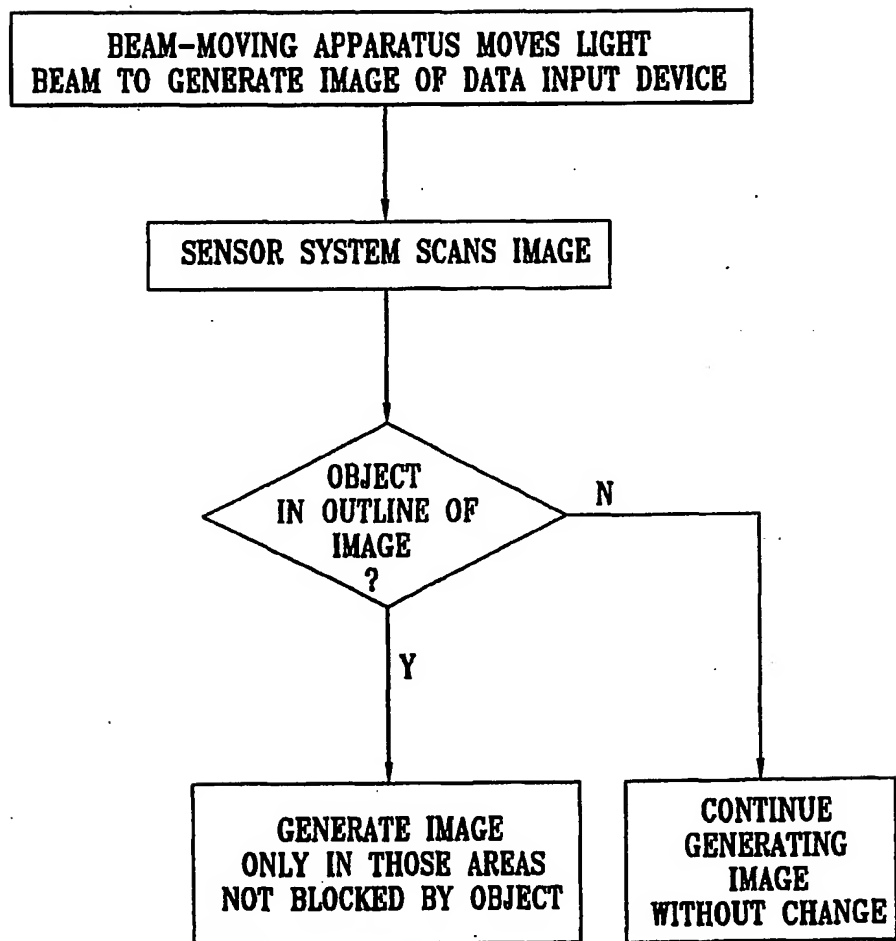 BEAM-MOVING APPARATUS MOVES LIGHT
BEAM TO GENERATE IMAGE OF DATA INPUT DEVICE
SENSOR SYSTEM SCANS IMAGE
OBJECT
IN OUTLINE OF
IMAGE
?
N
Y
GENERATE IMAGE
ONLY IN THOSE AREAS
NOT BLOCKED BY OBJECT
CONTINUE
GENERATING
IMAGE
WITHOUT CHANGE